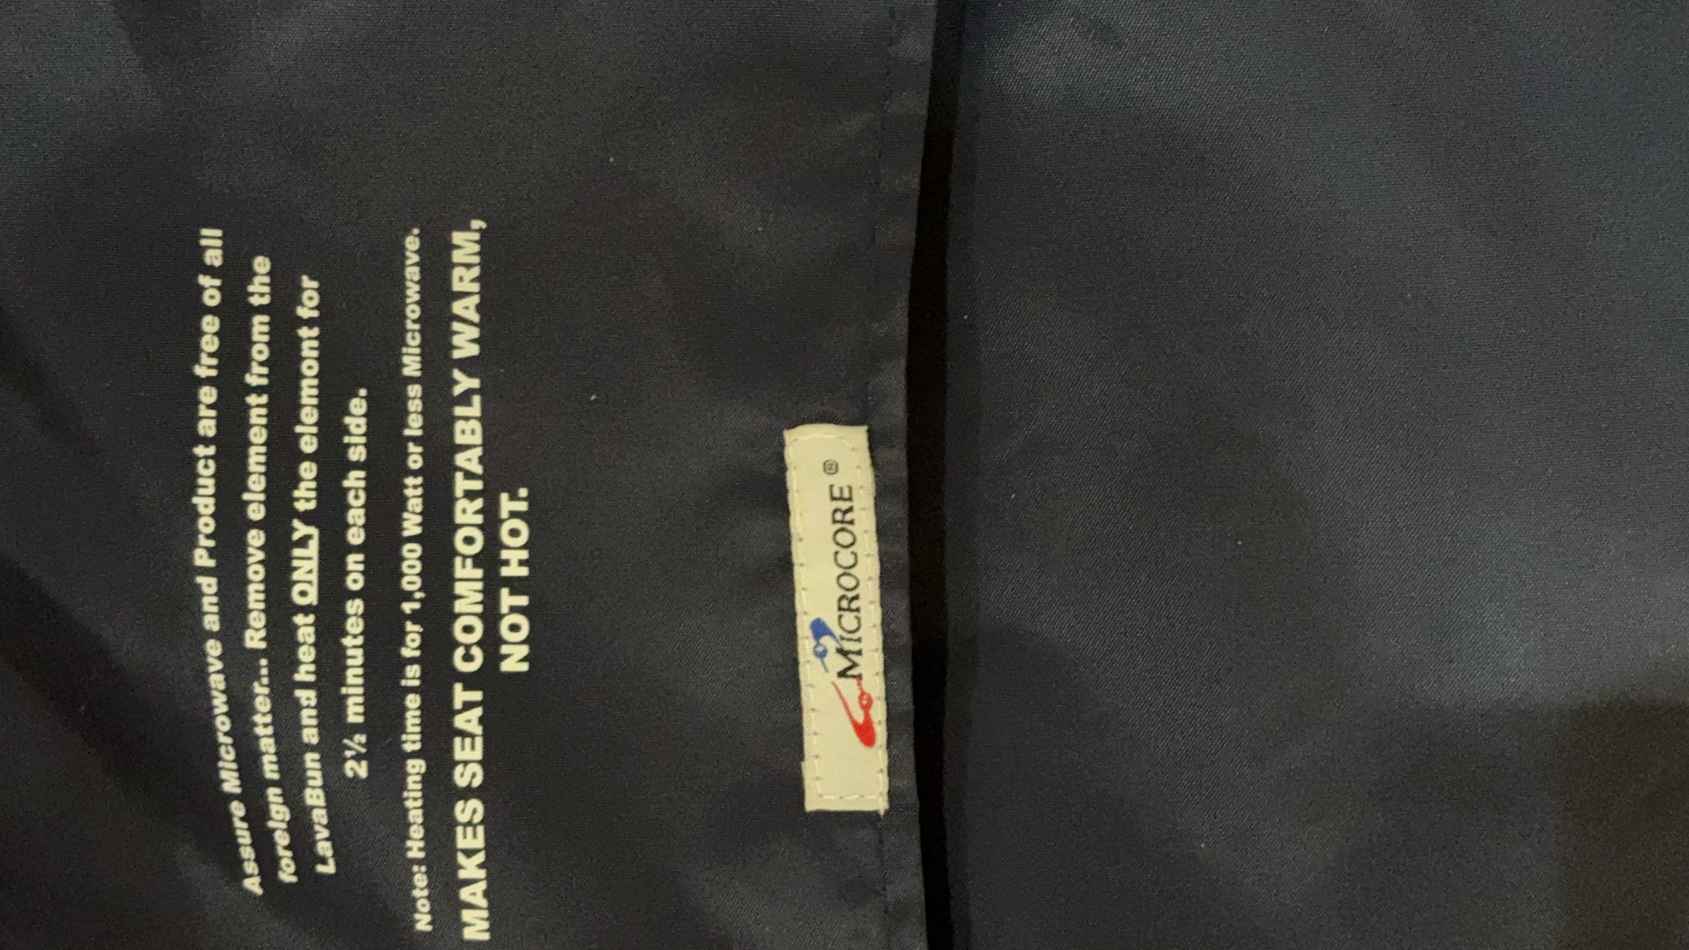 Assure Microwave and Product are free of all
foreign matter... Remove element from the
LavaBun and heat ONLY the elemont for
2½ minutes on each side.
Note: Heating time is for 1,000 Watt or less Microwave.
MAKES SEAT COMFORTABLY WARM,
NOT HOT.
MICROCORE ®